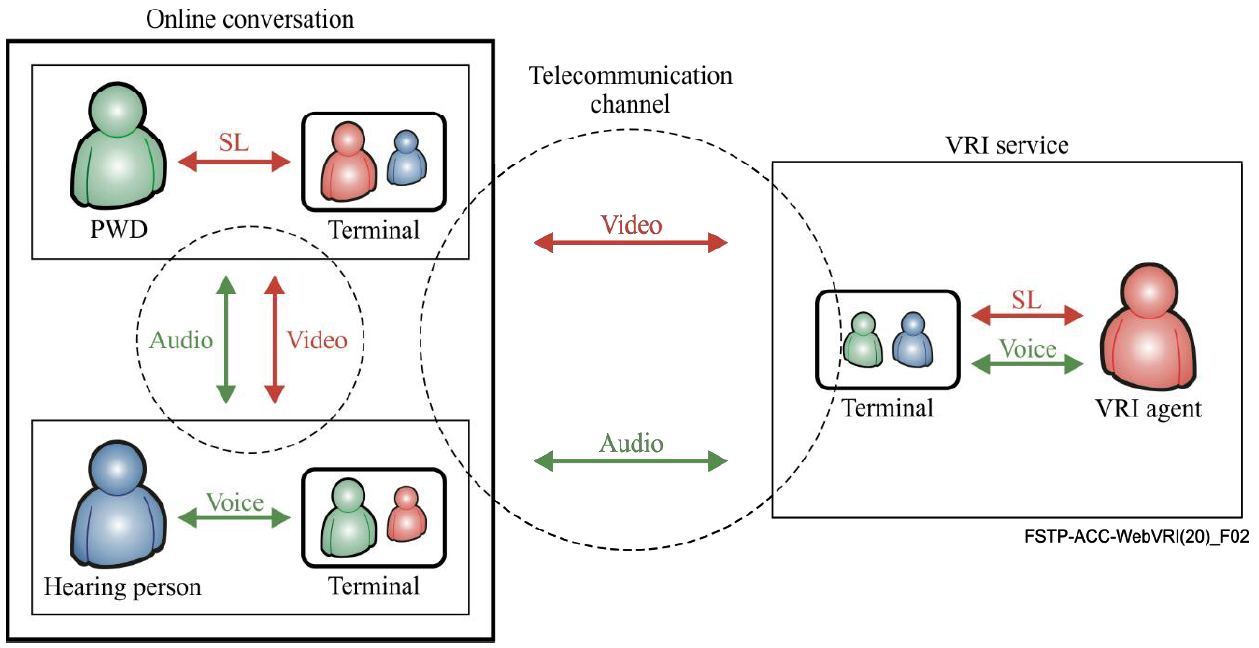 Online conversation
Telecommunication
channel
VRI service
SL
PWD
Terminal
Video
Audio
Video
SL
Voice
Terminal
VRI agent
Audio
Voice
Hearing person
Terminal
FSTP-ACC-WebVRI(20)_F02